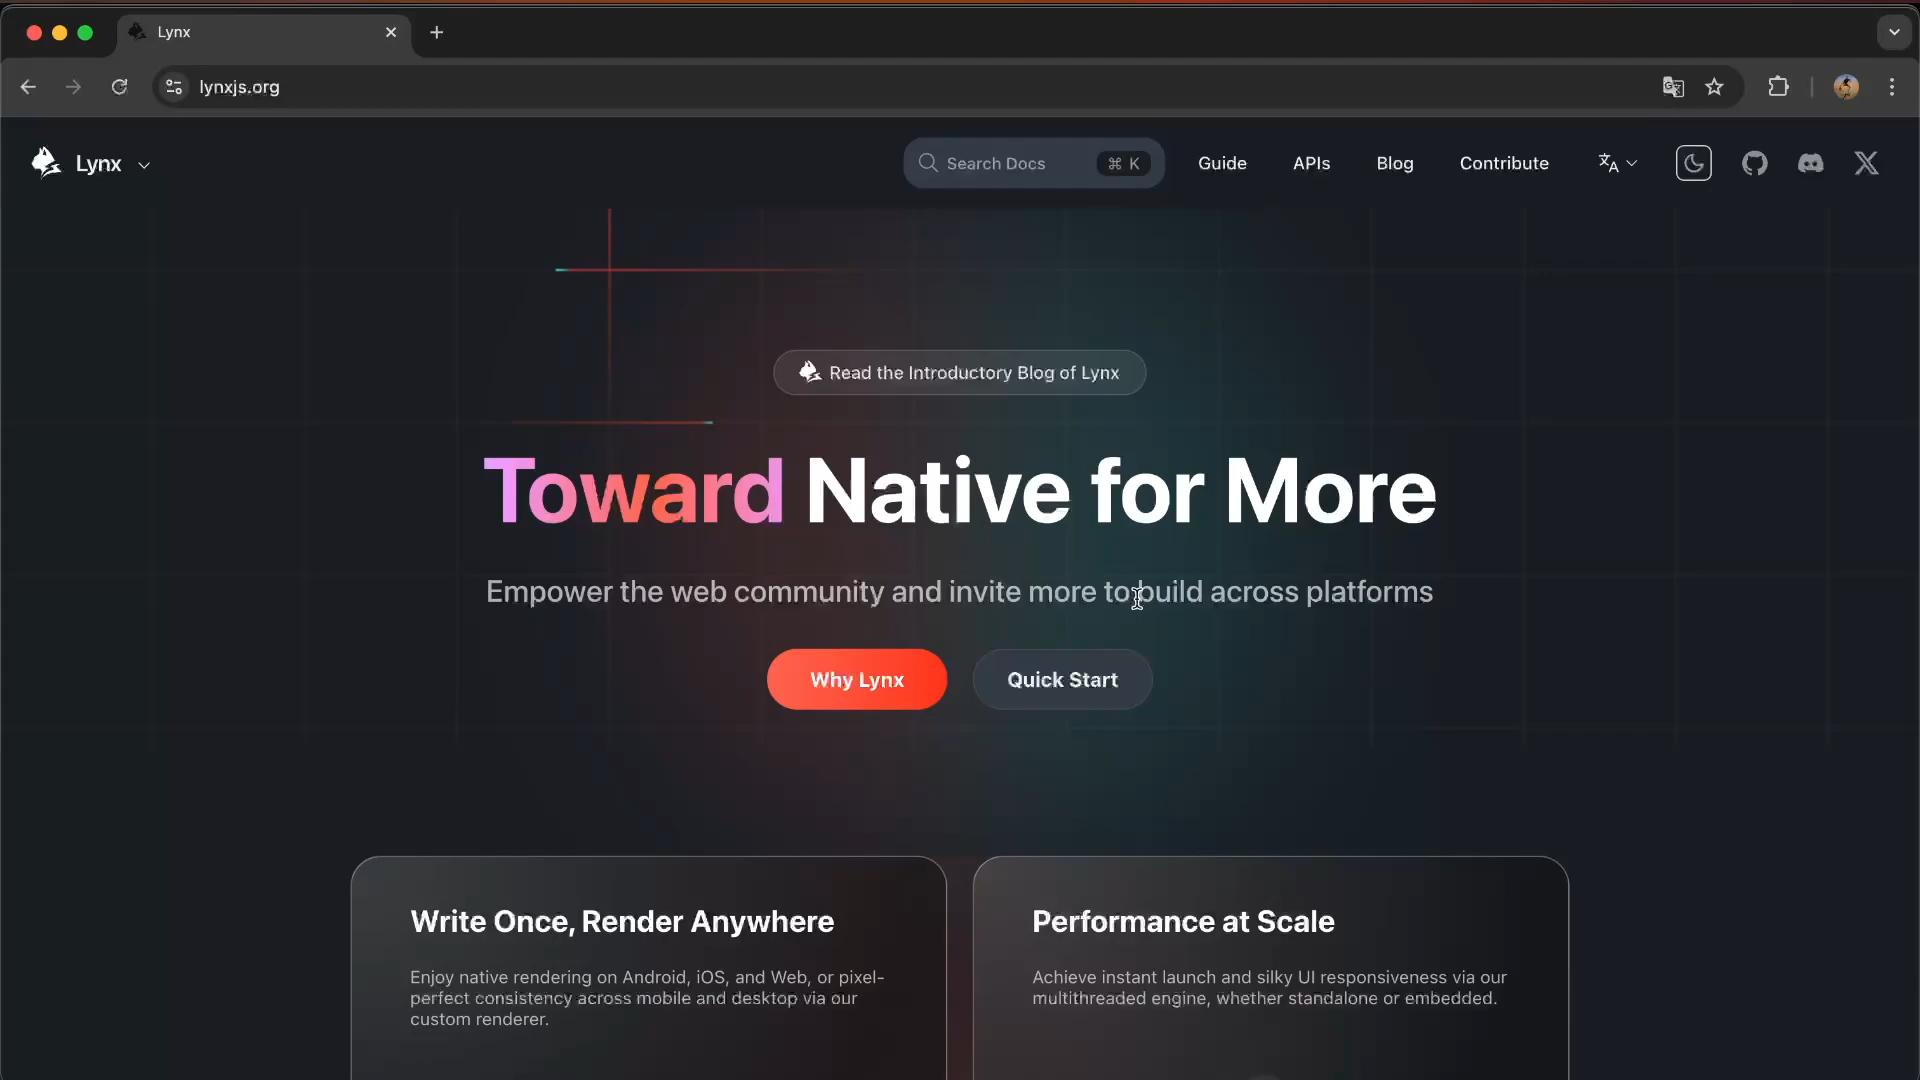 Lynx
lynxjs.org
Lynx
Search Docs
⌘ K
Guide
APIs
Blog
Contribute
Read the Introductory Blog of Lynx
Toward Native for More
Empower the web community and invite more to build across platforms
Why Lynx
Quick Start
Write Once, Render Anywhere
Enjoy native rendering on Android, iOS, and Web, or pixel-
perfect consistency across mobile and desktop via our
custom renderer.
Performance at Scale
Achieve instant launch and silky UI responsiveness via our
multithreaded engine, whether standalone or embedded.